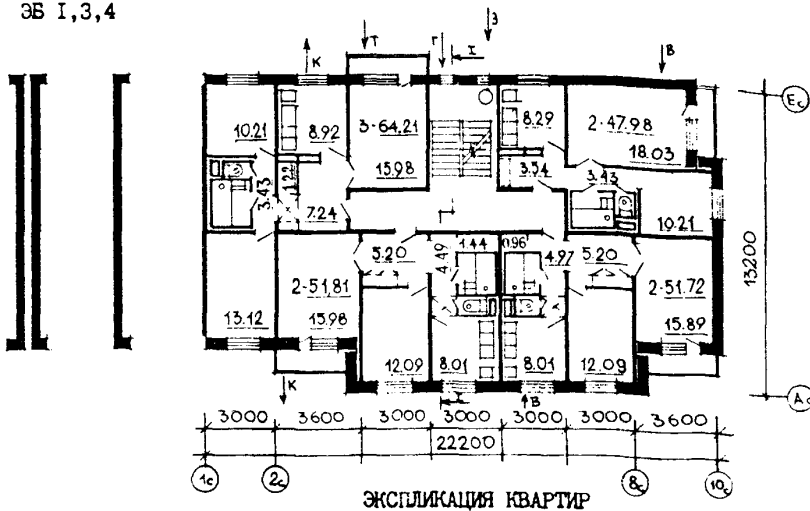 ЭБ I,3,4
К Т Г I З В
Ес
10.21 8.92 3-64.21 8.29 2-47.98
15.98 18.03
3.43 1.22 3.54 3.43
7.24 10.21
13200
5.20 4.49 1.44 0.96 4.97 5.20
2-51,81 2-51.72
13.12 15.98 15.89
12.09 8.01 8.01 12.09
К I В
Ас
3000 3600 3000 3000 3000 3000 3600
22200
1с 2с 8с 10с
ЭКСПЛИКАЦИЯ КВАРТИР